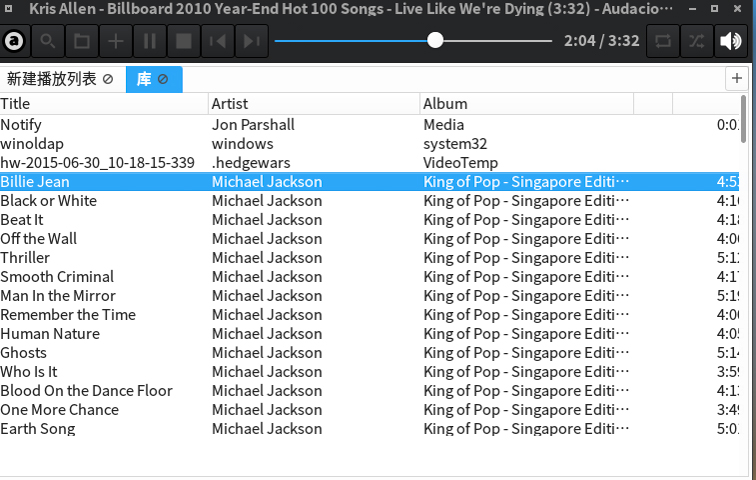 Kris Allen - Billboard 2010 Year-End Hot 100 Songs - Live Like We're Dying (3:32) - Audacio···
a 2:04 / 3:32
新建播放列表 库
Title Artist Album
Notify Jon Parshall Media 0:0
winoldap windows system32
hw-2015-06-30_10-18-15-339 .hedgewars VideoTemp
Billie Jean Michael Jackson King of Pop - Singapore Editi··· 4:5
Black or White Michael Jackson King of Pop - Singapore Editi··· 4:1
Beat It Michael Jackson King of Pop - Singapore Editi··· 4:1
Off the Wall Michael Jackson King of Pop - Singapore Editi··· 4:0
Thriller Michael Jackson King of Pop - Singapore Editi··· 5:1
Smooth Criminal Michael Jackson King of Pop - Singapore Editi··· 4:1
Man In the Mirror Michael Jackson King of Pop - Singapore Editi··· 5:1
Remember the Time Michael Jackson King of Pop - Singapore Editi··· 4:0
Human Nature Michael Jackson King of Pop - Singapore Editi··· 4:0
Ghosts Michael Jackson King of Pop - Singapore Editi··· 5:1
Who Is It Michael Jackson King of Pop - Singapore Editi··· 3:5
Blood On the Dance Floor Michael Jackson King of Pop - Singapore Editi··· 4:1
One More Chance Michael Jackson King of Pop - Singapore Editi··· 3:4
Earth Song Michael Jackson King of Pop - Singapore Editi··· 5:0